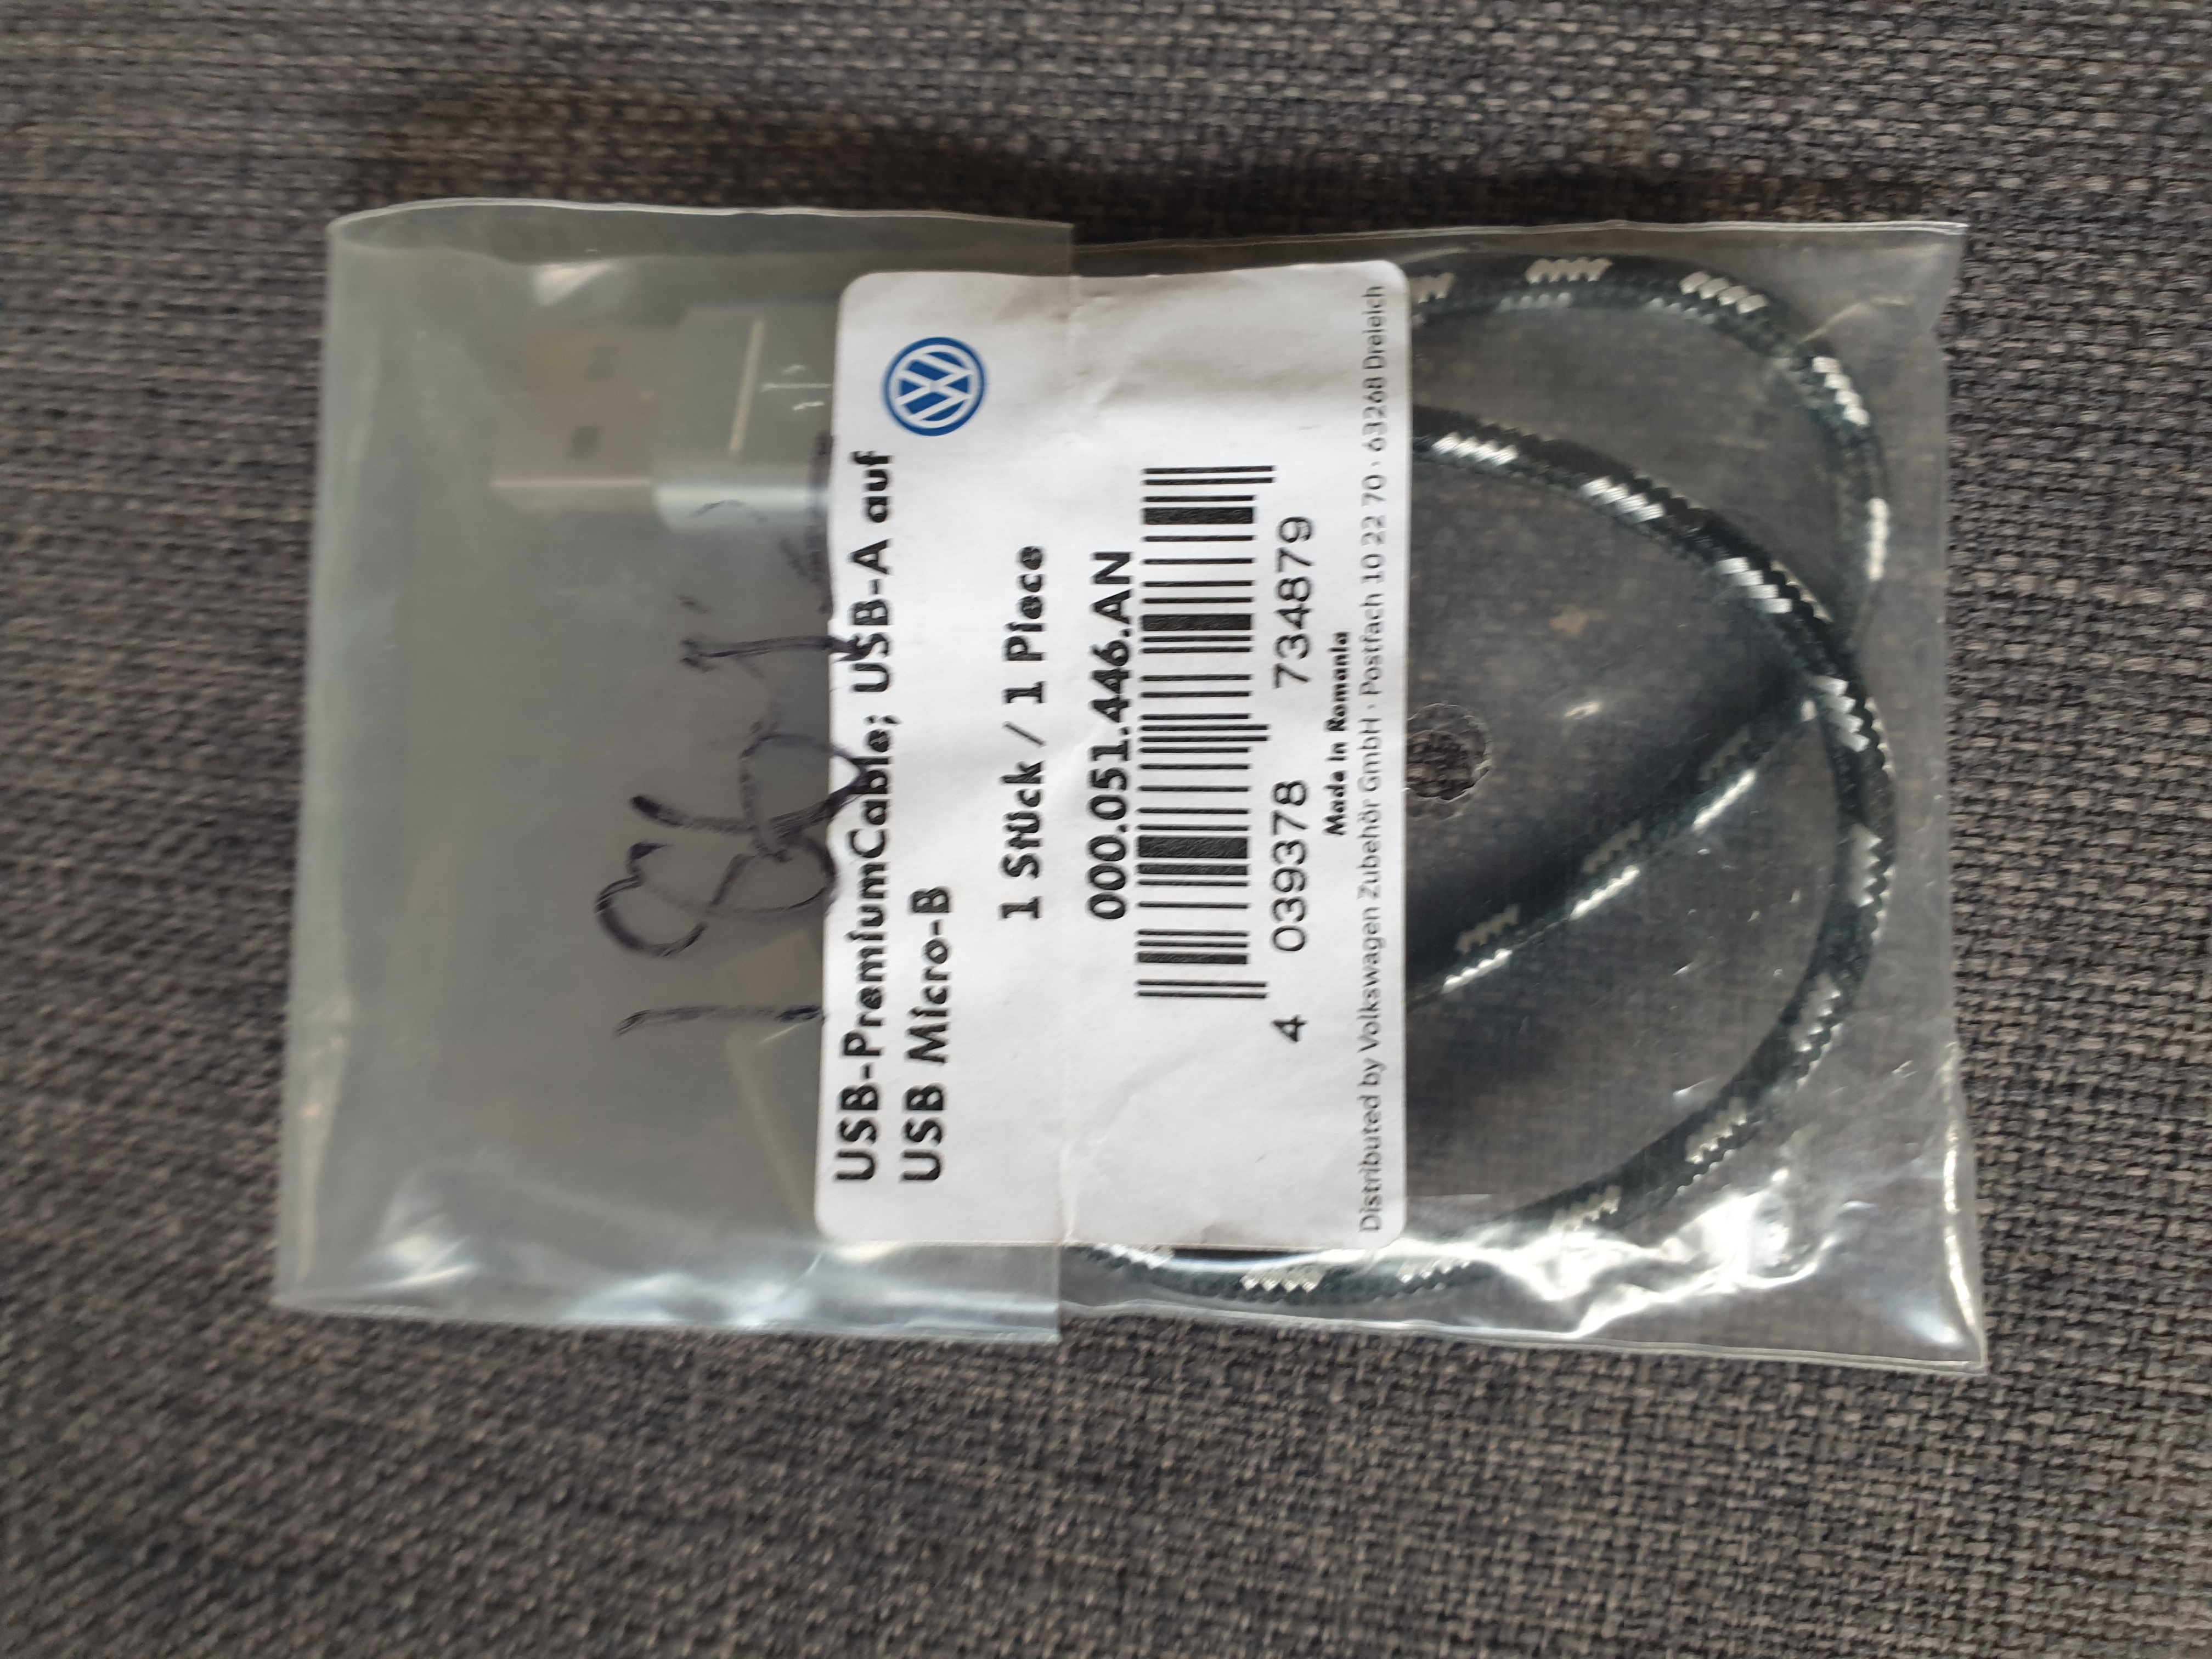 USB-PremiumCable; USB-A auf
USB Micro-B
1 Stück / 1 Piece
000.051.446.AN
4 039378 734879
Made in Romania
Distributed by Volkswagen Zubehör GmbH · Postfach 10 22 70 · 63268 Dreieich